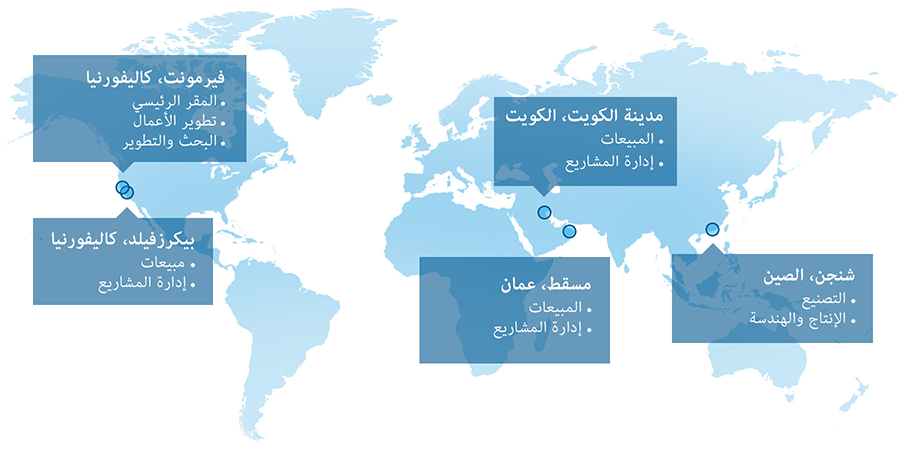 فيرمونت، كاليفورنيا
• المقر الرئيسي
• تطوير الأعمال
• البحث والتطوير
مدينة الكويت، الكويت
• المبيعات
• إدارة المشاريع
بيكرزفيلد، كاليفورنيا
• مبيعات
• إدارة المشاريع
مسقط، عمان
• المبيعات
• إدارة المشاريع
شنجن، الصين
• التصنيع
• الإنتاج والهندسة